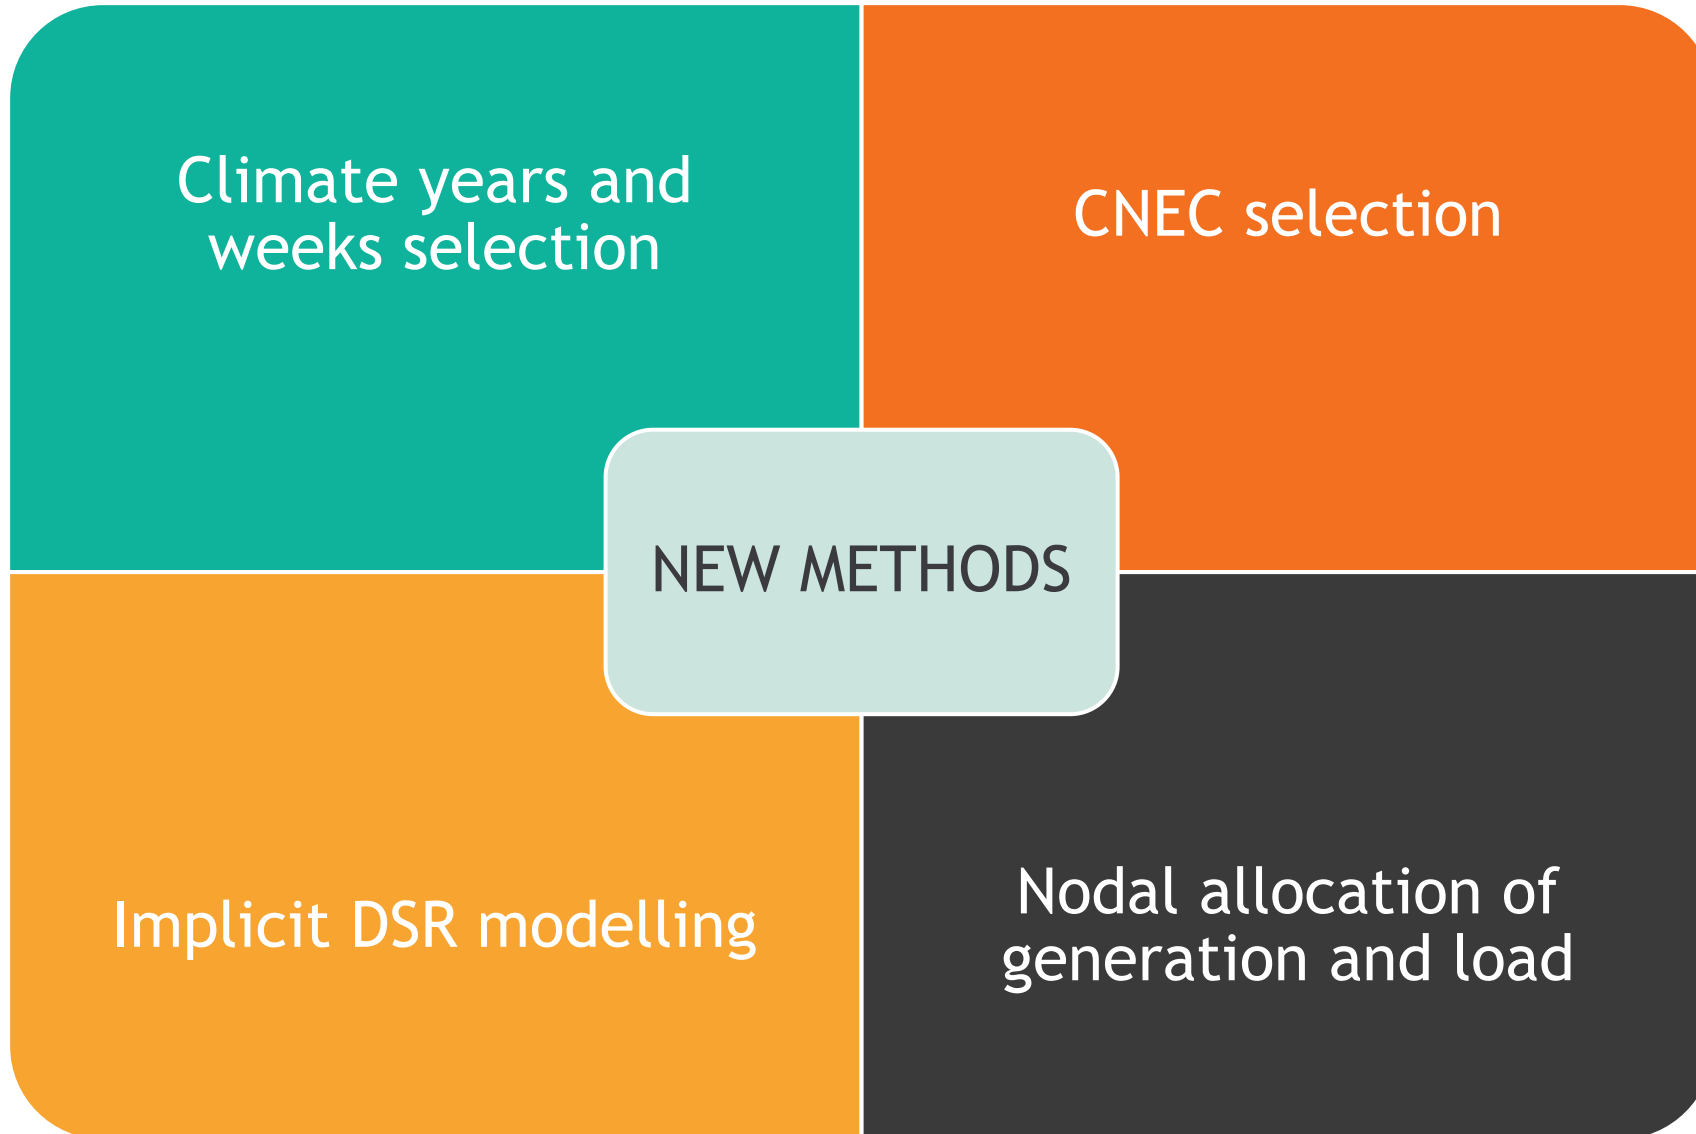 Climate years and
weeks selection
CNEC selection
NEW METHODS
Implicit DSR modelling
Nodal allocation of
generation and load